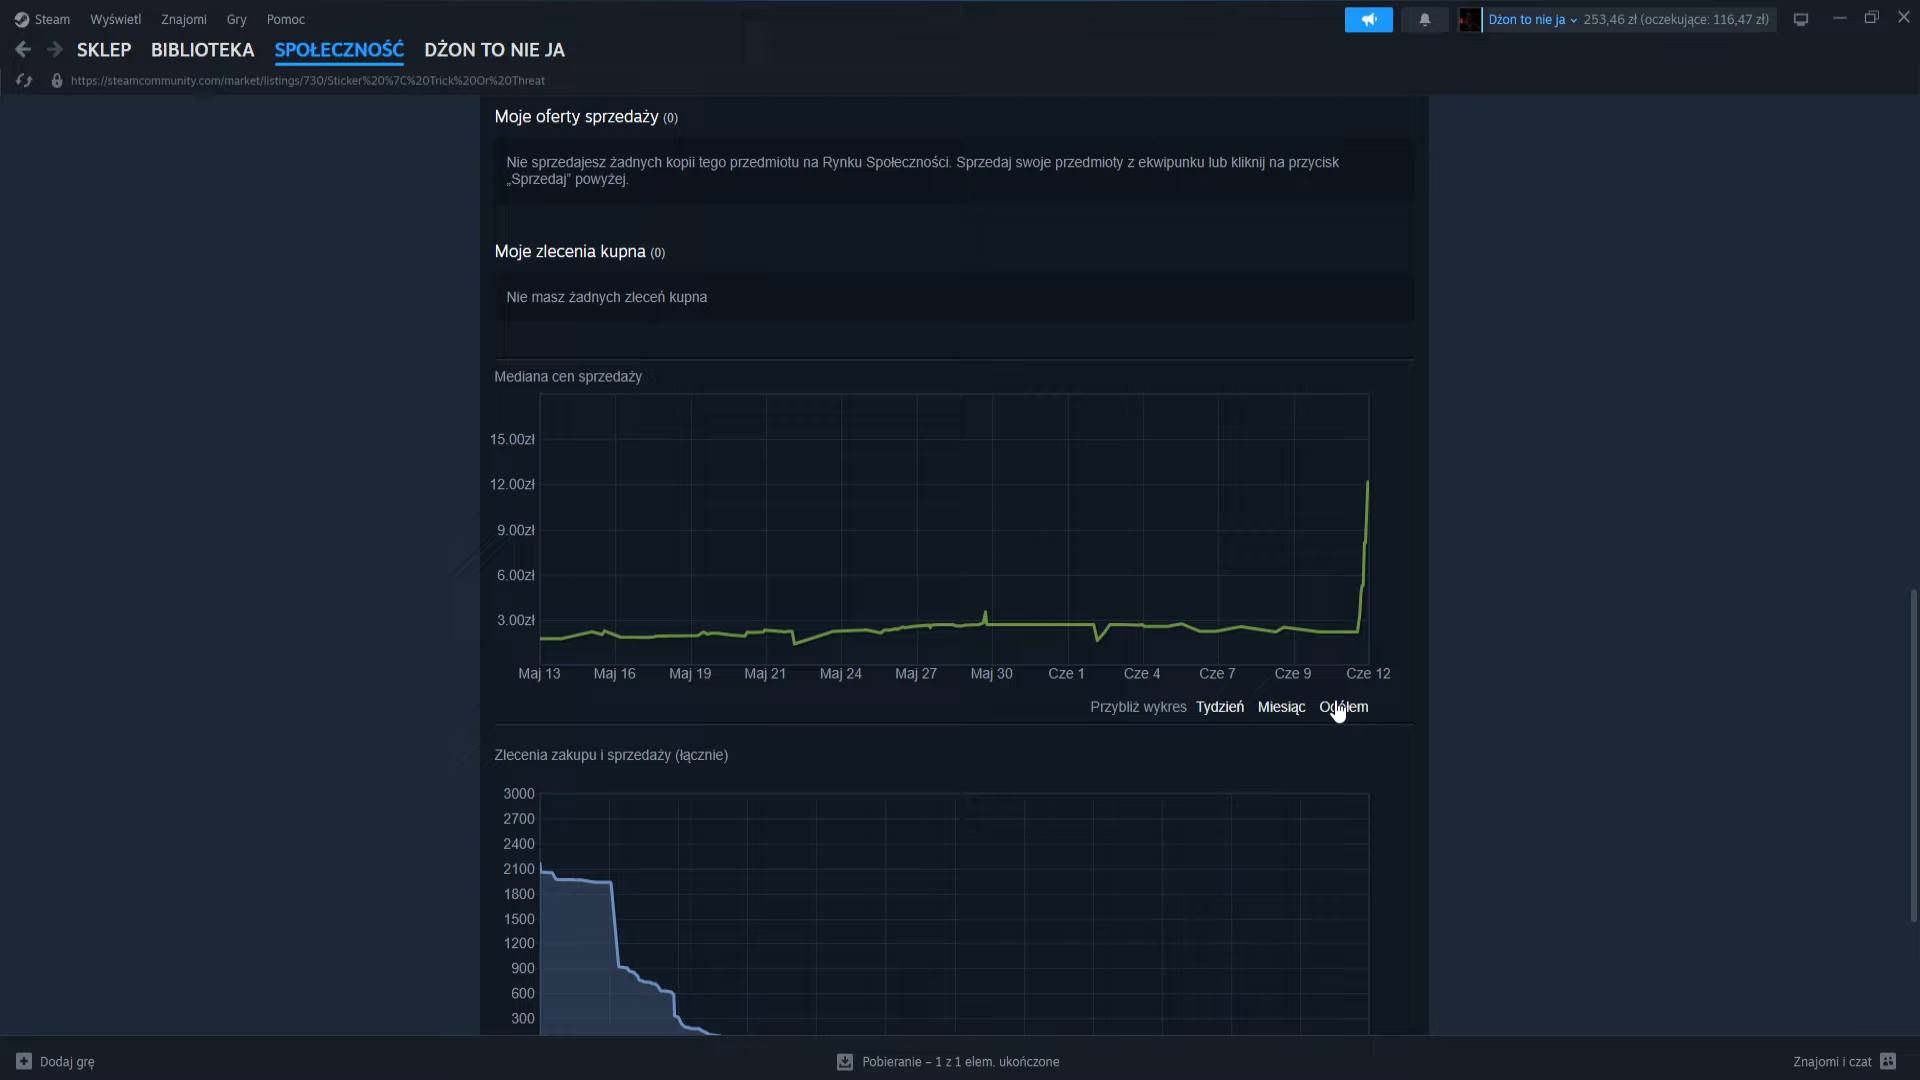 Steam Wyświetl Znajomi Gry Pomoc
Dżon to nie ja 253,46 zł (oczekujące: 116,47 zł)
SKLEP BIBLIOTEKA SPOŁECZNOŚĆ DŻON TO NIE JA
https://steamcommunity.com/market/listings/730/Sticker%20%7C%20Trick%20Or%20Threat
Moje oferty sprzedaży (0)
Nie sprzedajesz żadnych kopii tego przedmiotu na Rynku Społeczności. Sprzedaj swoje przedmioty z ekwipunku lub kliknij na przycisk
„Sprzedaj” powyżej.
Moje zlecenia kupna (0)
Nie masz żadnych zleceń kupna
Mediana cen sprzedaży
15.00zł
12.00zł
9.00zł
6.00zł
3.00zł
Maj 13 Maj 16 Maj 19 Maj 21 Maj 24 Maj 27 Maj 30 Cze 1 Cze 4 Cze 7 Cze 9 Cze 12
Przybliż wykres Tydzień Miesiąc Ogółem
Zlecenia zakupu i sprzedaży (łącznie)
3000
2700
2400
2100
1800
1500
1200
900
600
300
Dodaj grę
Pobieranie – 1 z 1 elem. ukończone
Znajomi i czat